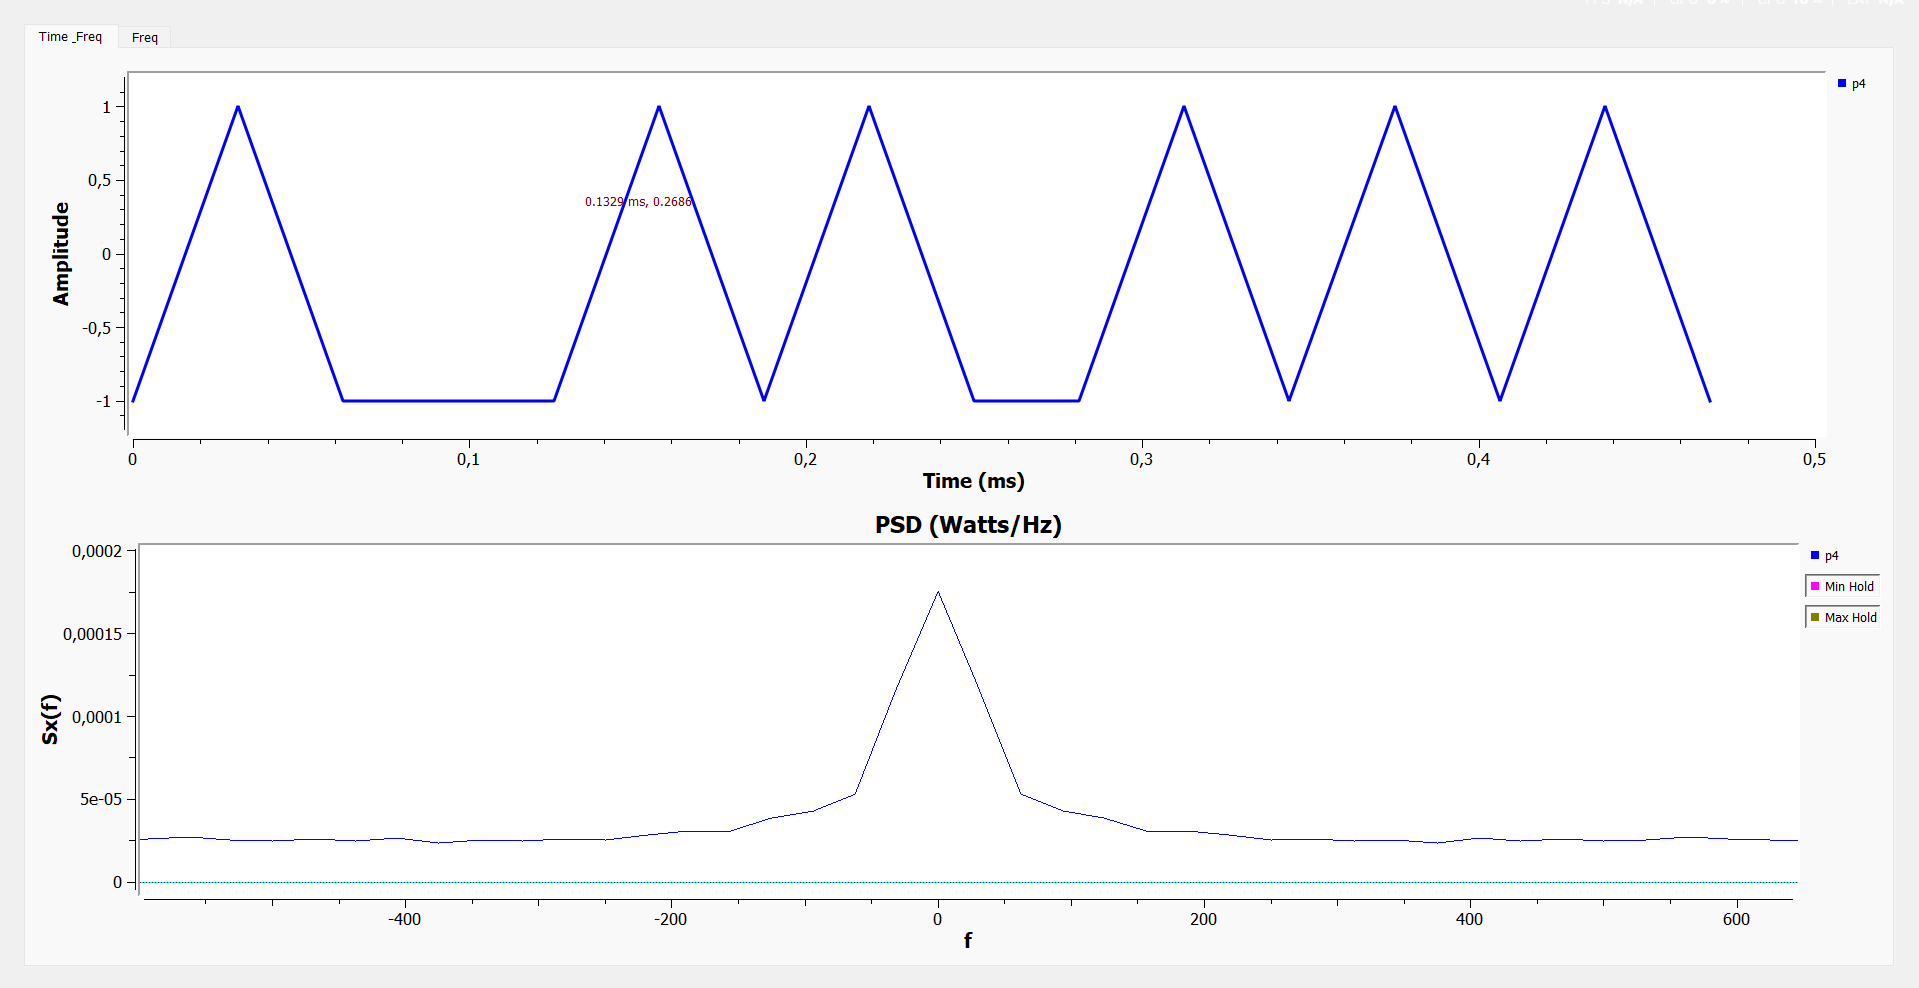 Time _Freq
Freq
p4
1
0,5
0
-0,5
-1
Amplitude
0.1329 ms, 0.2686
0 0,1 0,2 0,3 0,4 0,5
Time (ms)
PSD (Watts/Hz)
p4
Min Hold
Max Hold
0,0002
0,00015
0,0001
5e-05
0
Sx(f)
-400 -200 0 200 400 600
f